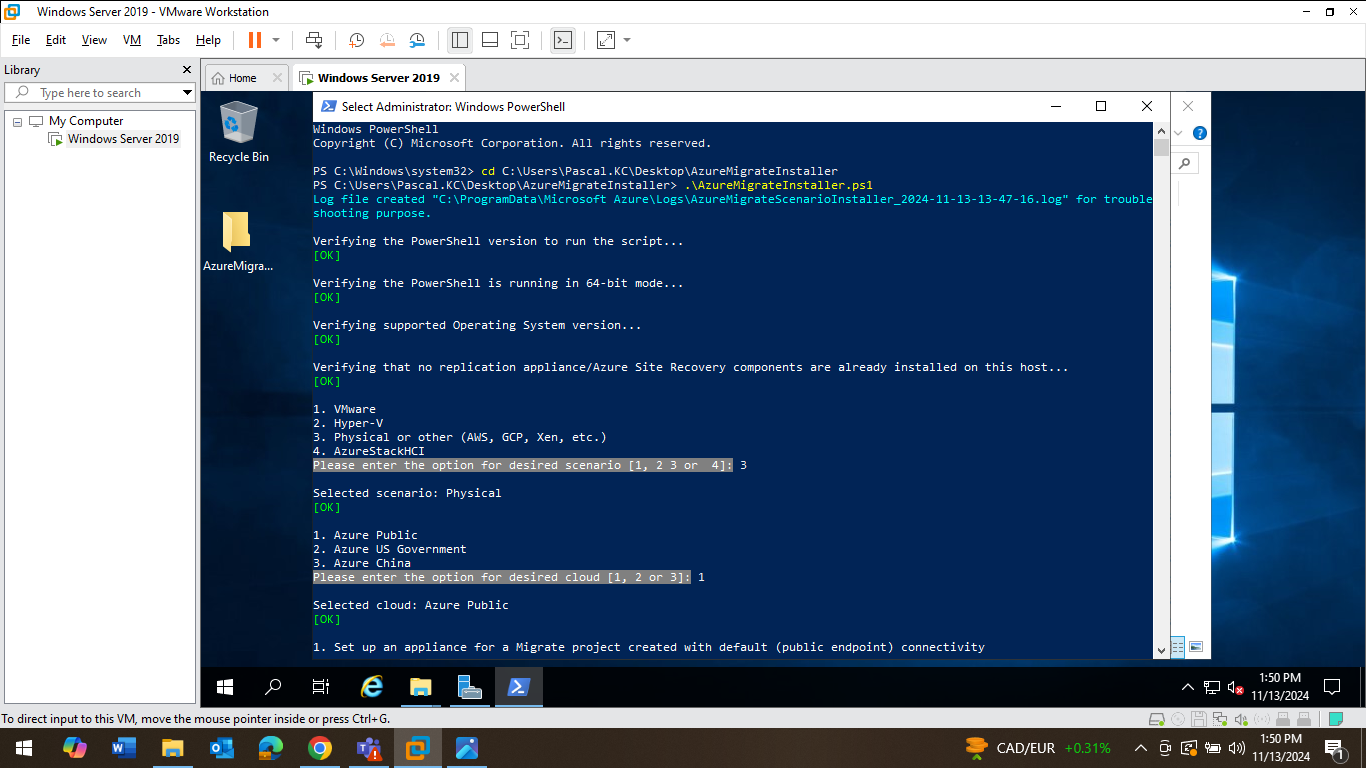 Windows Server 2019 - VMware Workstation
File Edit View VM Tabs Help
Library
Home
Windows Server 2019
Type here to search
My Computer
Windows Server 2019
Recycle Bin
AzureMigra...
Select Administrator: Windows PowerShell
Windows PowerShell
Copyright (C) Microsoft Corporation. All rights reserved.
PS C:\Windows\system32> cd C:\Users\Pascal.KC\Desktop\AzureMigrateInstaller
PS C:\Users\Pascal.KC\Desktop\AzureMigrateInstaller> .\AzureMigrateInstaller.ps1
Log file created "C:\ProgramData\Microsoft Azure\Logs\AzureMigrateScenarioInstaller_2024-11-13-13-47-16.log" for trouble
shooting purpose.
Verifying the PowerShell version to run the script...
[OK]
Verifying the PowerShell is running in 64-bit mode...
[OK]
Verifying supported Operating System version...
[OK]
Verifying that no replication appliance/Azure Site Recovery components are already installed on this host...
[OK]
1. VMware
2. Hyper-V
3. Physical or other (AWS, GCP, Xen, etc.)
4. AzureStackHCI
Please enter the option for desired scenario [1, 2 3 or  4]: 3
Selected scenario: Physical
[OK]
1. Azure Public
2. Azure US Government
3. Azure China
Please enter the option for desired cloud [1, 2 or 3]: 1
Selected cloud: Azure Public
[OK]
1. Set up an appliance for a Migrate project created with default (public endpoint) connectivity
1:50 PM
11/13/2024
To direct input to this VM, move the mouse pointer inside or press Ctrl+G.
CAD/EUR +0.31%
1:50 PM
11/13/2024
1